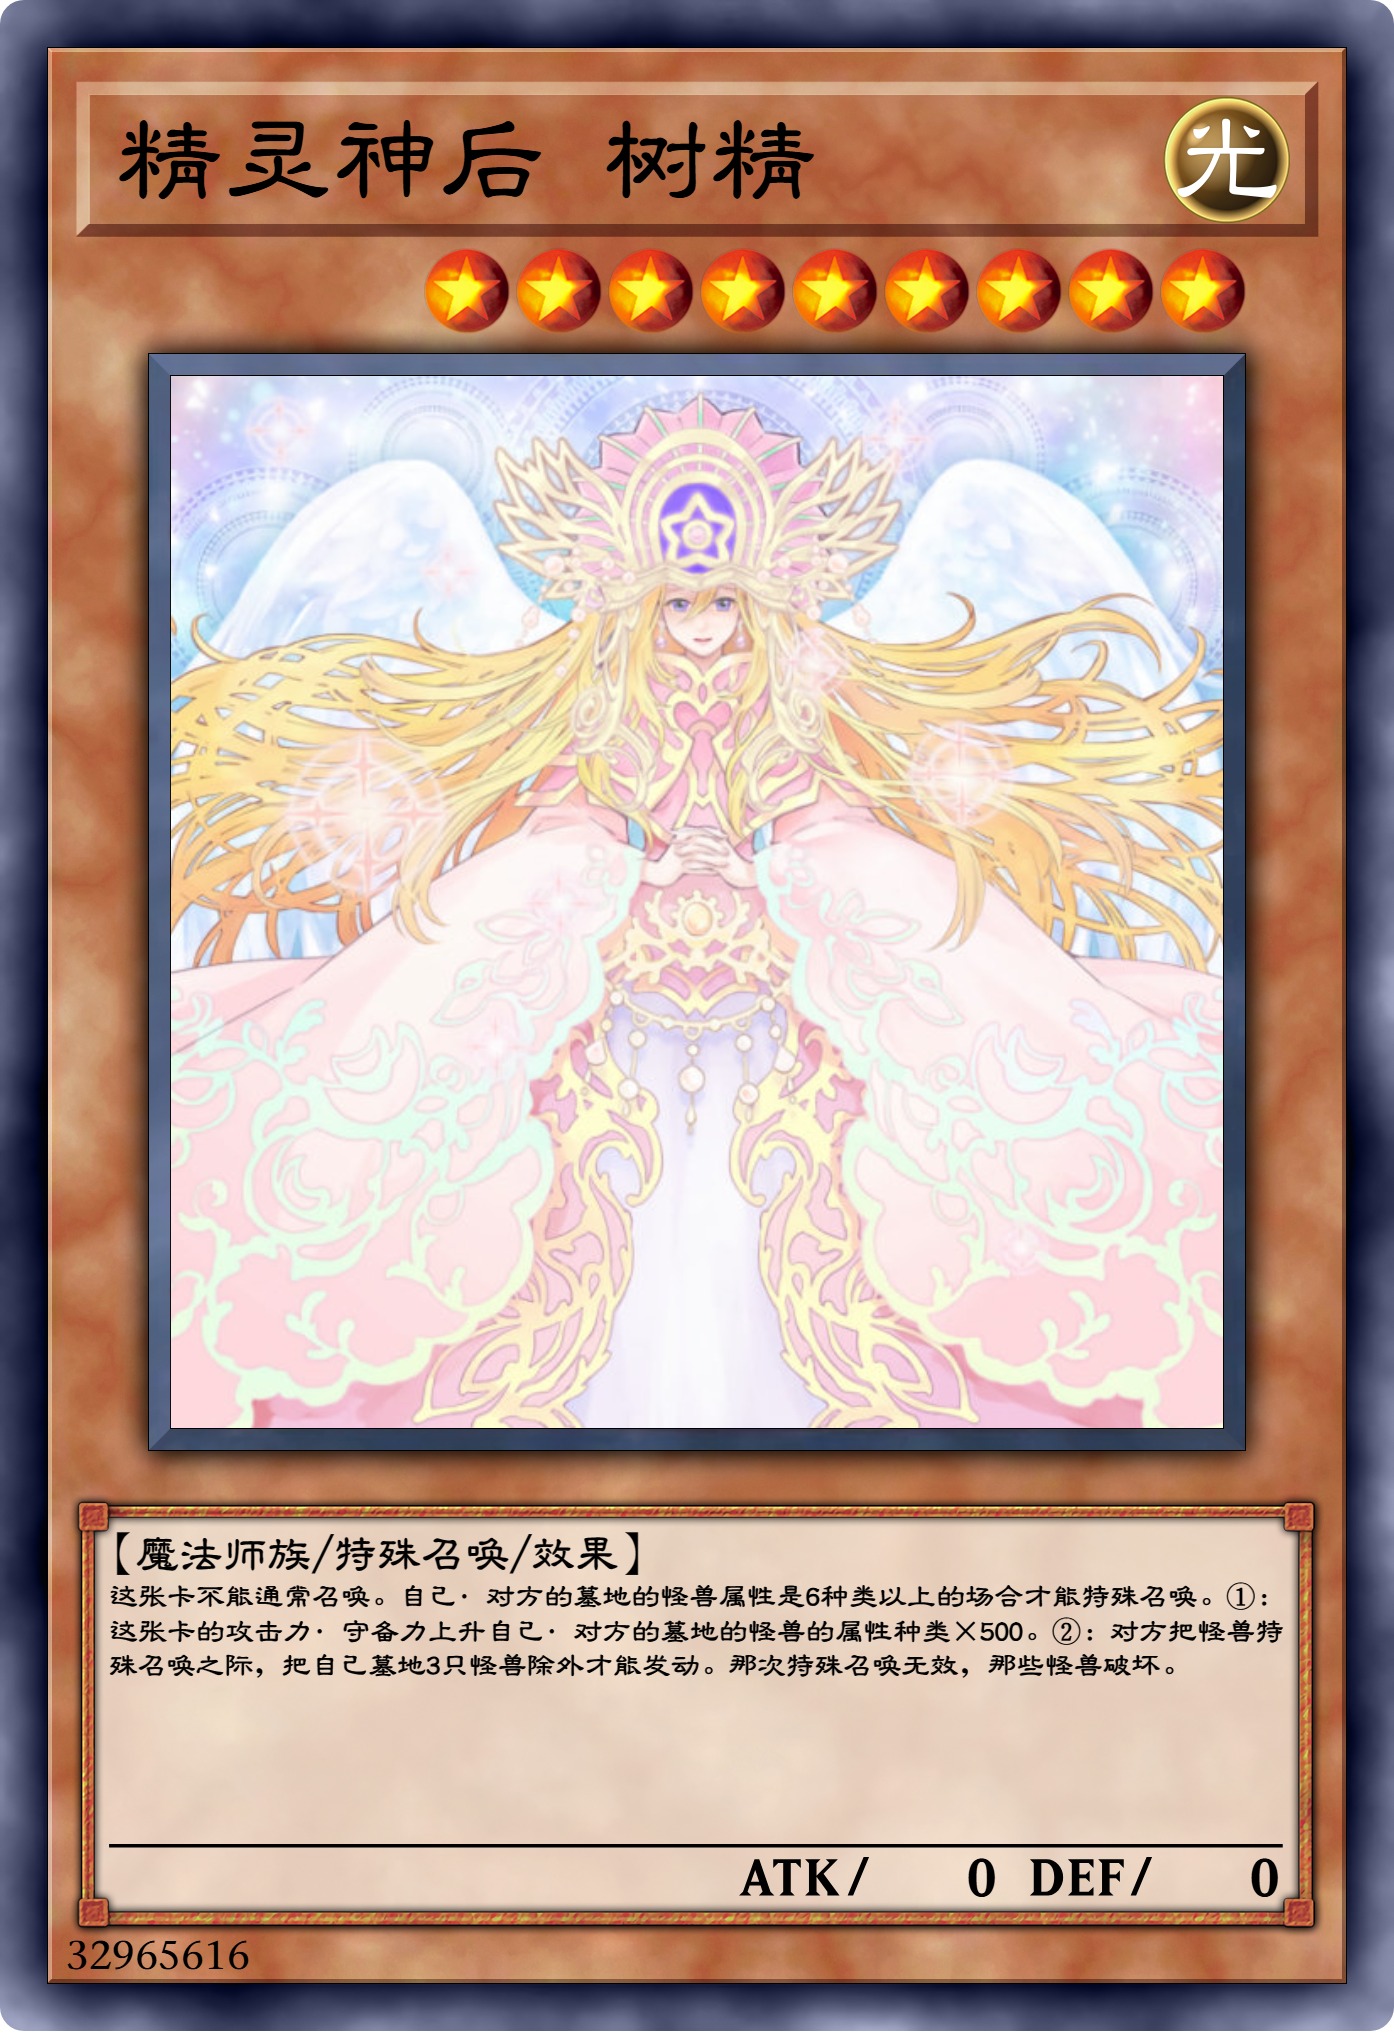 精灵神后 树精
光
【魔法师族/特殊召唤/效果】
这张卡不能通常召唤。自己·对方的墓地的怪兽属性是6种类以上的场合才能特殊召唤。①：
这张卡的攻击力·守备力上升自己·对方的墓地的怪兽的属性种类×500。②：对方把怪兽特
殊召唤之际，把自己墓地3只怪兽除外才能发动。那次特殊召唤无效，那些怪兽破坏。
ATK/ 0 DEF/ 0
32965616